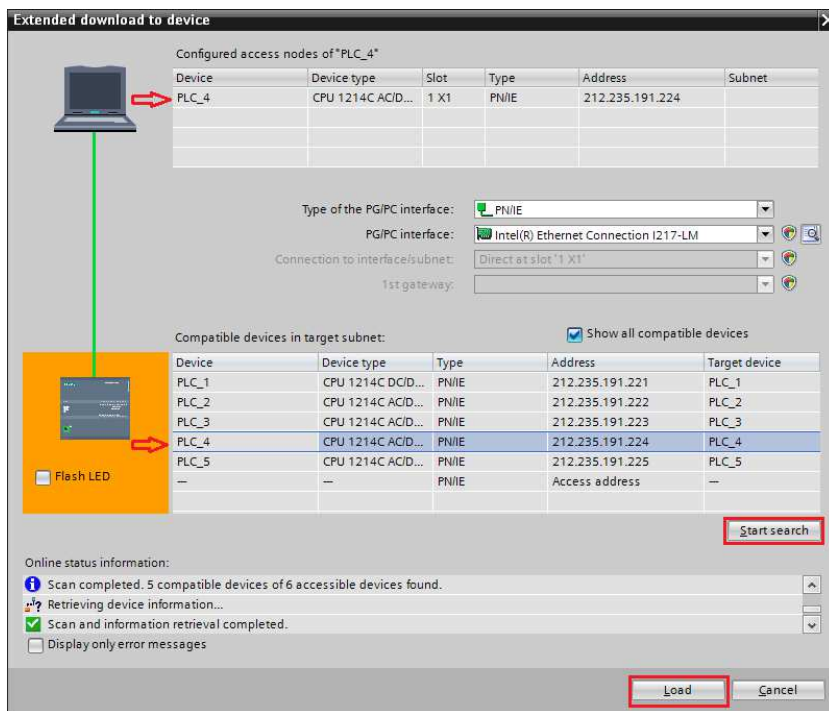 Extended download to device
Configured access nodes of "PLC_4"
Device Device type Slot Type Address Subnet
PLC_4 CPU 1214C AC/D... 1 X1 PN/IE 212.235.191.224
Type of the PG/PC interface: PN/IE
PG/PC interface: Intel(R) Ethernet Connection I217-LM
Connection to interface/subnet: Direct at slot '1 X1'
1st gateway:
Compatible devices in target subnet: Show all compatible devices
Device Device type Type Address Target device
PLC_1 CPU 1214C DC/D... PN/IE 212.235.191.221 PLC_1
PLC_2 CPU 1214C AC/D... PN/IE 212.235.191.222 PLC_2
PLC_3 CPU 1214C AC/D... PN/IE 212.235.191.223 PLC_3
PLC_4 CPU 1214C AC/D... PN/IE 212.235.191.224 PLC_4
PLC_5 CPU 1214C AC/D... PN/IE 212.235.191.225 PLC_5
— — PN/IE Access address —
Flash LED
Start search
Online status information:
Scan completed. 5 compatible devices of 6 accessible devices found.
Retrieving device information...
Scan and information retrieval completed.
Display only error messages
Load Cancel